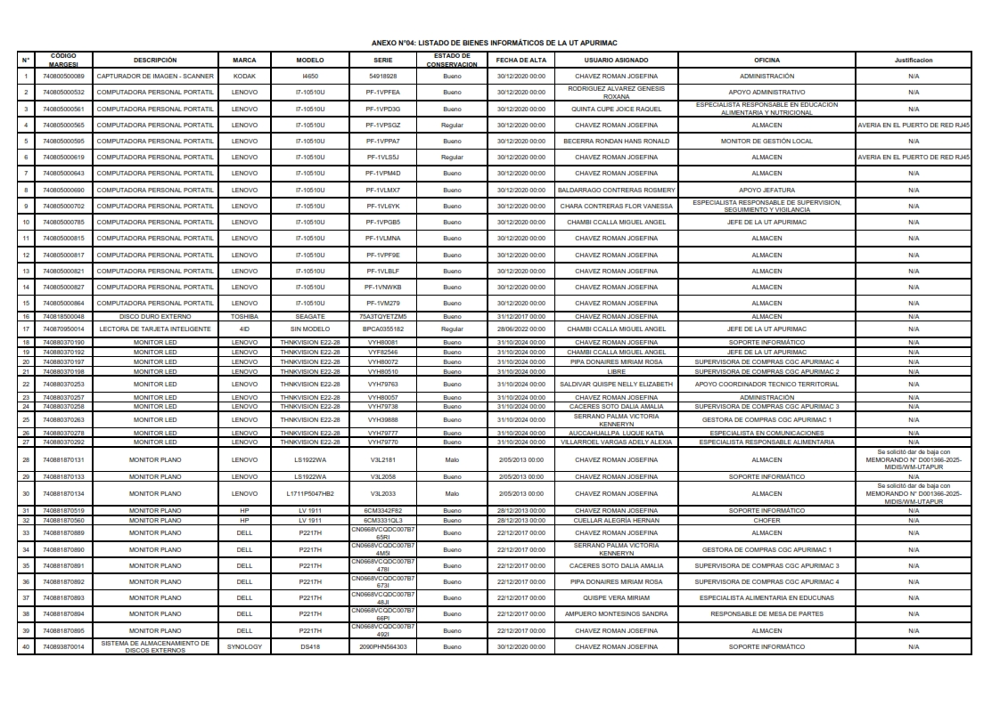 ANEXO N°04: LISTADO DE BIENES INFORMÁTICOS DE LA UT APURIMAC
N° CÓDIGO MARGESI DESCRIPCIÓN MARCA MODELO SERIE ESTADO DE CONSERVACION FECHA DE ALTA USUARIO ASIGNADO OFICINA Justificacion
1 740800500089 CAPTURADOR DE IMAGEN - SCANNER KODAK I4650 54918928 Bueno 30/12/2020 00:00 CHAVEZ ROMAN JOSEFINA ADMINISTRACIÓN N/A
2 740805000532 COMPUTADORA PERSONAL PORTATIL LENOVO I7-10510U PF-1VPFEA Bueno 30/12/2020 00:00 RODRIGUEZ ALVAREZ GENESIS ROXANA APOYO ADMINISTRATIVO N/A
3 740805000561 COMPUTADORA PERSONAL PORTATIL LENOVO I7-10510U PF-1VPD3G Bueno 30/12/2020 00:00 QUINTA CUPE JOICE RAQUEL ESPECIALISTA RESPONSABLE EN EDUCACION ALIMENTARIA Y NUTRICIONAL N/A
4 740805000565 COMPUTADORA PERSONAL PORTATIL LENOVO I7-10510U PF-1VPSGZ Regular 30/12/2020 00:00 CHAVEZ ROMAN JOSEFINA ALMACEN AVERIA EN EL PUERTO DE RED RJ45
5 740805000595 COMPUTADORA PERSONAL PORTATIL LENOVO I7-10510U PF-1VPPA7 Bueno 30/12/2020 00:00 BECERRA RONDAN HANS RONALD MONITOR DE GESTIÓN LOCAL N/A
6 740805000619 COMPUTADORA PERSONAL PORTATIL LENOVO I7-10510U PF-1VLS5J Regular 30/12/2020 00:00 CHAVEZ ROMAN JOSEFINA ALMACEN AVERIA EN EL PUERTO DE RED RJ45
7 740805000643 COMPUTADORA PERSONAL PORTATIL LENOVO I7-10510U PF-1VPM4D Bueno 30/12/2020 00:00 CHAVEZ ROMAN JOSEFINA ALMACEN N/A
8 740805000690 COMPUTADORA PERSONAL PORTATIL LENOVO I7-10510U PF-1VLMX7 Bueno 30/12/2020 00:00 BALDARRAGO CONTRERAS ROSMERY APOYO JEFATURA N/A
9 740805000702 COMPUTADORA PERSONAL PORTATIL LENOVO I7-10510U PF-1VL6YK Bueno 30/12/2020 00:00 CHARA CONTRERAS FLOR VANESSA ESPECIALISTA RESPONSABLE DE SUPERVISION, SEGUIMIENTO Y VIGILANCIA N/A
10 740805000785 COMPUTADORA PERSONAL PORTATIL LENOVO I7-10510U PF-1VPGB5 Bueno 30/12/2020 00:00 CHAMBI CCALLA MIGUEL ANGEL JEFE DE LA UT APURIMAC N/A
11 740805000815 COMPUTADORA PERSONAL PORTATIL LENOVO I7-10510U PF-1VLMNA Bueno 30/12/2020 00:00 CHAVEZ ROMAN JOSEFINA ALMACEN N/A
12 740805000817 COMPUTADORA PERSONAL PORTATIL LENOVO I7-10510U PF-1VPF9E Bueno 30/12/2020 00:00 CHAVEZ ROMAN JOSEFINA ALMACEN N/A
13 740805000821 COMPUTADORA PERSONAL PORTATIL LENOVO I7-10510U PF-1VLBLF Bueno 30/12/2020 00:00 CHAVEZ ROMAN JOSEFINA ALMACEN N/A
14 740805000827 COMPUTADORA PERSONAL PORTATIL LENOVO I7-10510U PF-1VNWKB Bueno 30/12/2020 00:00 CHAVEZ ROMAN JOSEFINA ALMACEN N/A
15 740805000864 COMPUTADORA PERSONAL PORTATIL LENOVO I7-10510U PF-1VM279 Bueno 30/12/2020 00:00 CHAVEZ ROMAN JOSEFINA ALMACEN N/A
16 740818500048 DISCO DURO EXTERNO TOSHIBA SEAGATE 75A3TQYETZM5 Bueno 31/12/2017 00:00 CHAVEZ ROMAN JOSEFINA ALMACEN N/A
17 740870950014 LECTORA DE TARJETA INTELIGENTE 4ID SIN MODELO BPCA0355182 Regular 28/06/2022 00:00 CHAMBI CCALLA MIGUEL ANGEL JEFE DE LA UT APURIMAC N/A
18 740880370190 MONITOR LED LENOVO THNKVISION E22-28 VYH80081 Bueno 31/10/2024 00:00 CHAVEZ ROMAN JOSEFINA SOPORTE INFORMÁTICO N/A
19 740880370192 MONITOR LED LENOVO THNKVISION E22-28 VYF82546 Bueno 31/10/2024 00:00 CHAMBI CCALLA MIGUEL ANGEL JEFE DE LA UT APURIMAC N/A
20 740880370197 MONITOR LED LENOVO THNKVISION E22-28 VYH80072 Bueno 31/10/2024 00:00 PIPA DONAIRES MIRIAM ROSA SUPERVISORA DE COMPRAS CGC APURIMAC 4 N/A
21 740880370198 MONITOR LED LENOVO THNKVISION E22-28 VYH80510 Bueno 31/10/2024 00:00 LIBRE SUPERVISORA DE COMPRAS CGC APURIMAC 2 N/A
22 740880370253 MONITOR LED LENOVO THNKVISION E22-28 VYH79763 Bueno 31/10/2024 00:00 SALDIVAR QUISPE NELLY ELIZABETH APOYO COORDINADOR TECNICO TERRITORIAL N/A
23 740880370257 MONITOR LED LENOVO THNKVISION E22-28 VYH80057 Bueno 31/10/2024 00:00 CHAVEZ ROMAN JOSEFINA ADMINISTRACIÓN N/A
24 740880370258 MONITOR LED LENOVO THNKVISION E22-28 VYH79738 Bueno 31/10/2024 00:00 CACERES SOTO DALIA AMALIA SUPERVISORA DE COMPRAS CGC APURIMAC 3 N/A
25 740880370263 MONITOR LED LENOVO THNKVISION E22-28 VYH39888 Bueno 31/10/2024 00:00 SERRANO PALMA VICTORIA KENNERYN GESTORA DE COMPRAS CGC APURIMAC 1 N/A
26 740880370278 MONITOR LED LENOVO THNKVISION E22-28 VYH79777 Bueno 31/10/2024 00:00 AUCCAHUALLPA LUQUE KATIA ESPECIALISTA EN COMUNICACIONES N/A
27 740880370292 MONITOR LED LENOVO THNKVISION E22-28 VYH79770 Bueno 31/10/2024 00:00 VILLARROEL VARGAS ADELY ALEXIA ESPECIALISTA RESPONSABLE ALIMENTARIA N/A
28 740881870131 MONITOR PLANO LENOVO LS1922WA V3L2181 Malo 2/05/2013 00:00 CHAVEZ ROMAN JOSEFINA ALMACEN Se solicitó dar de baja con MEMORANDO N° D001366-2025-MIDIS/WM-UTAPUR
29 740881870133 MONITOR PLANO LENOVO LS1922WA V3L2058 Bueno 2/05/2013 00:00 CHAVEZ ROMAN JOSEFINA SOPORTE INFORMÁTICO N/A
30 740881870134 MONITOR PLANO LENOVO L1711P5047HB2 V3L2033 Malo 2/05/2013 00:00 CHAVEZ ROMAN JOSEFINA ALMACEN Se solicitó dar de baja con MEMORANDO N° D001366-2025-MIDIS/WM-UTAPUR
31 740881870519 MONITOR PLANO HP LV 1911 6CM3342F82 Bueno 28/12/2013 00:00 CHAVEZ ROMAN JOSEFINA SOPORTE INFORMÁTICO N/A
32 740881870560 MONITOR PLANO HP LV 1911 6CM3331QL3 Bueno 28/12/2013 00:00 CUELLAR ALEGRÍA HERNAN CHOFER N/A
33 740881870889 MONITOR PLANO DELL P2217H CN0668VCQDC007B765RI Bueno 22/12/2017 00:00 CHAVEZ ROMAN JOSEFINA ALMACEN N/A
34 740881870890 MONITOR PLANO DELL P2217H CN0668VCQDC007B74M5I Bueno 22/12/2017 00:00 SERRANO PALMA VICTORIA KENNERYN GESTORA DE COMPRAS CGC APURIMAC 1 N/A
35 740881870891 MONITOR PLANO DELL P2217H CN0668VCQDC007B7478I Bueno 22/12/2017 00:00 CACERES SOTO DALIA AMALIA SUPERVISORA DE COMPRAS CGC APURIMAC 3 N/A
36 740881870892 MONITOR PLANO DELL P2217H CN0668VCQDC007B7673I Bueno 22/12/2017 00:00 PIPA DONAIRES MIRIAM ROSA SUPERVISORA DE COMPRAS CGC APURIMAC 4 N/A
37 740881870893 MONITOR PLANO DELL P2217H CN0668VCQDC007B748JI Bueno 22/12/2017 00:00 QUISPE VERA MIRIAM ESPECIALISTA ALIMENTARIA EN EDUCUNAS N/A
38 740881870894 MONITOR PLANO DELL P2217H CN0668VCQDC007B766PI Bueno 22/12/2017 00:00 AMPUERO MONTESINOS SANDRA RESPONSABLE DE MESA DE PARTES N/A
39 740881870895 MONITOR PLANO DELL P2217H CN0668VCQDC007B7492I Bueno 22/12/2017 00:00 CHAVEZ ROMAN JOSEFINA ALMACEN N/A
40 740893870014 SISTEMA DE ALMACENAMIENTO DE DISCOS EXTERNOS SYNOLOGY DS418 2090PHN564303 Bueno 30/12/2020 00:00 CHAVEZ ROMAN JOSEFINA SOPORTE INFORMÁTICO N/A